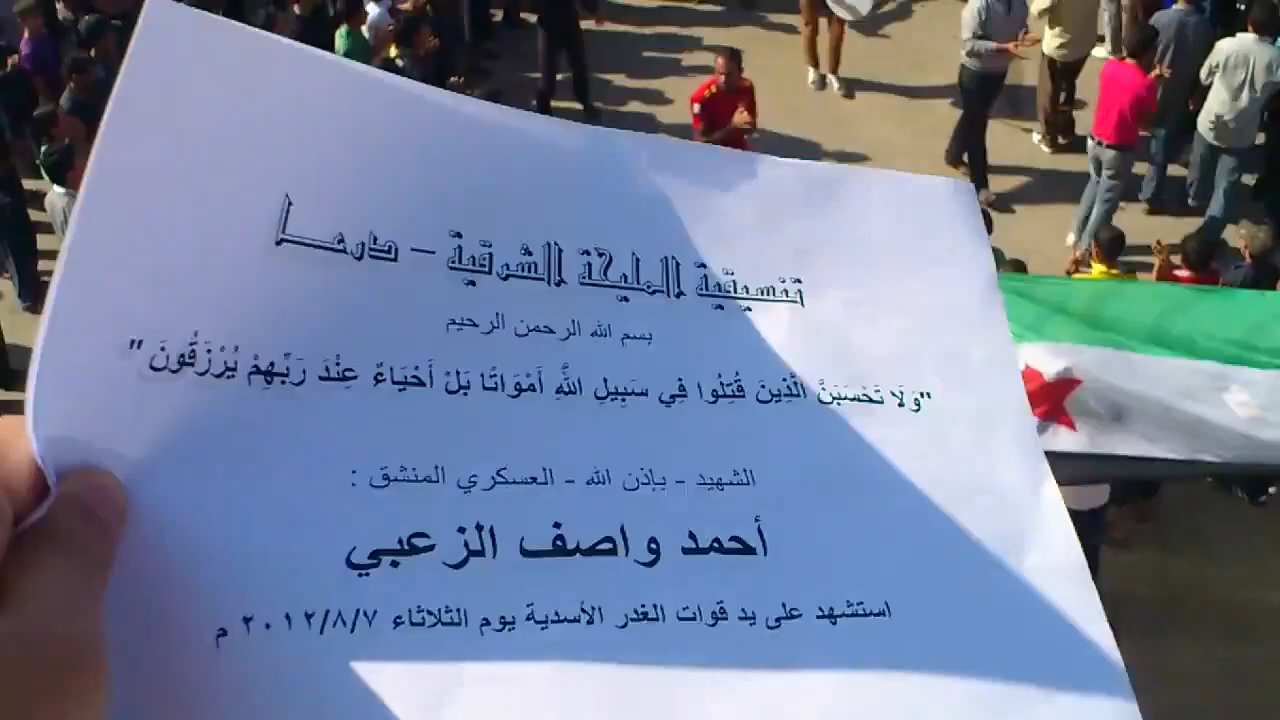 تنسيقية المليحة الشرقية - درعا
بسم الله الرحمن الرحيم
"وَلَا تَحْسَبَنَّ الَّذِينَ قُتِلُوا فِي سَبِيلِ اللَّهِ أَمْوَاتًا بَلْ أَحْيَاءٌ عِنْدَ رَبِّهِمْ يُرْزَقُونَ "
الشهيد - بإذن الله - العسكري المنشق :
أحمد واصف الزعبي
استشهد على يد قوات الغدر الأسدية يوم الثلاثاء ٢٠١٢/٨/٧ م